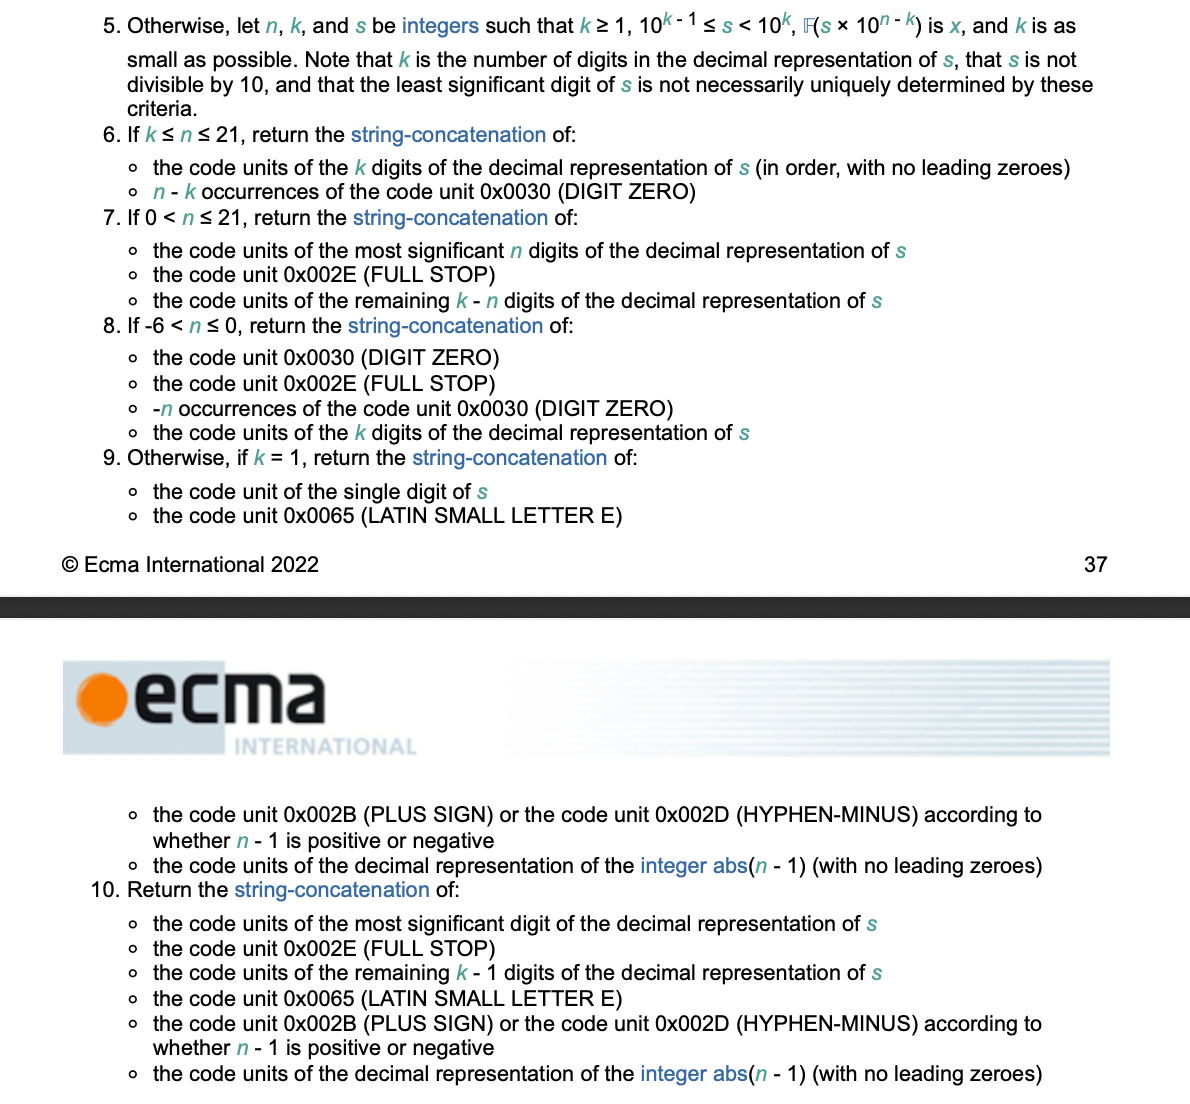 5. Otherwise, let n, k, and s be integers such that k ≥ 1, 10^(k - 1) ≤ s < 10^k, 𝔽(s × 10^(n - k)) is x, and k is as
small as possible. Note that k is the number of digits in the decimal representation of s, that s is not
divisible by 10, and that the least significant digit of s is not necessarily uniquely determined by these
criteria.
6. If k ≤ n ≤ 21, return the string-concatenation of:
◦ the code units of the k digits of the decimal representation of s (in order, with no leading zeroes)
◦ n - k occurrences of the code unit 0x0030 (DIGIT ZERO)
7. If 0 < n ≤ 21, return the string-concatenation of:
◦ the code units of the most significant n digits of the decimal representation of s
◦ the code unit 0x002E (FULL STOP)
◦ the code units of the remaining k - n digits of the decimal representation of s
8. If -6 < n ≤ 0, return the string-concatenation of:
◦ the code unit 0x0030 (DIGIT ZERO)
◦ the code unit 0x002E (FULL STOP)
◦ -n occurrences of the code unit 0x0030 (DIGIT ZERO)
◦ the code units of the k digits of the decimal representation of s
9. Otherwise, if k = 1, return the string-concatenation of:
◦ the code unit of the single digit of s
◦ the code unit 0x0065 (LATIN SMALL LETTER E)
© Ecma International 2022 37
ecma
INTERNATIONAL
◦ the code unit 0x002B (PLUS SIGN) or the code unit 0x002D (HYPHEN-MINUS) according to
whether n - 1 is positive or negative
◦ the code units of the decimal representation of the integer abs(n - 1) (with no leading zeroes)
10. Return the string-concatenation of:
◦ the code units of the most significant digit of the decimal representation of s
◦ the code unit 0x002E (FULL STOP)
◦ the code units of the remaining k - 1 digits of the decimal representation of s
◦ the code unit 0x0065 (LATIN SMALL LETTER E)
◦ the code unit 0x002B (PLUS SIGN) or the code unit 0x002D (HYPHEN-MINUS) according to
whether n - 1 is positive or negative
◦ the code units of the decimal representation of the integer abs(n - 1) (with no leading zeroes)